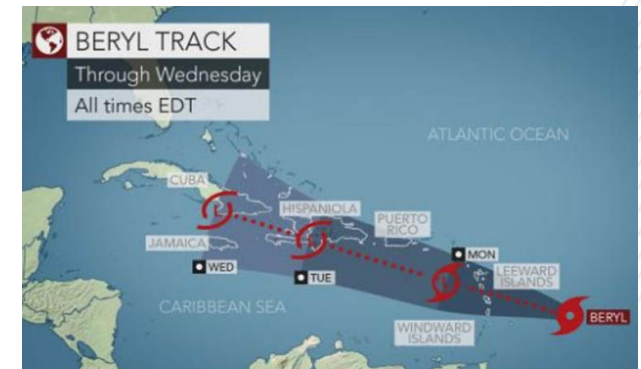 BERYL TRACK
Through Wednesday
All times EDT
ATLANTIC OCEAN
CUBA
HISPANIOLA
PUERTO
RICO
JAMAICA
MON
WED
TUE
LEEWARD
ISLANDS
CARIBBEAN SEA
BERYL
WINDWARD
ISLANDS
L
L
L